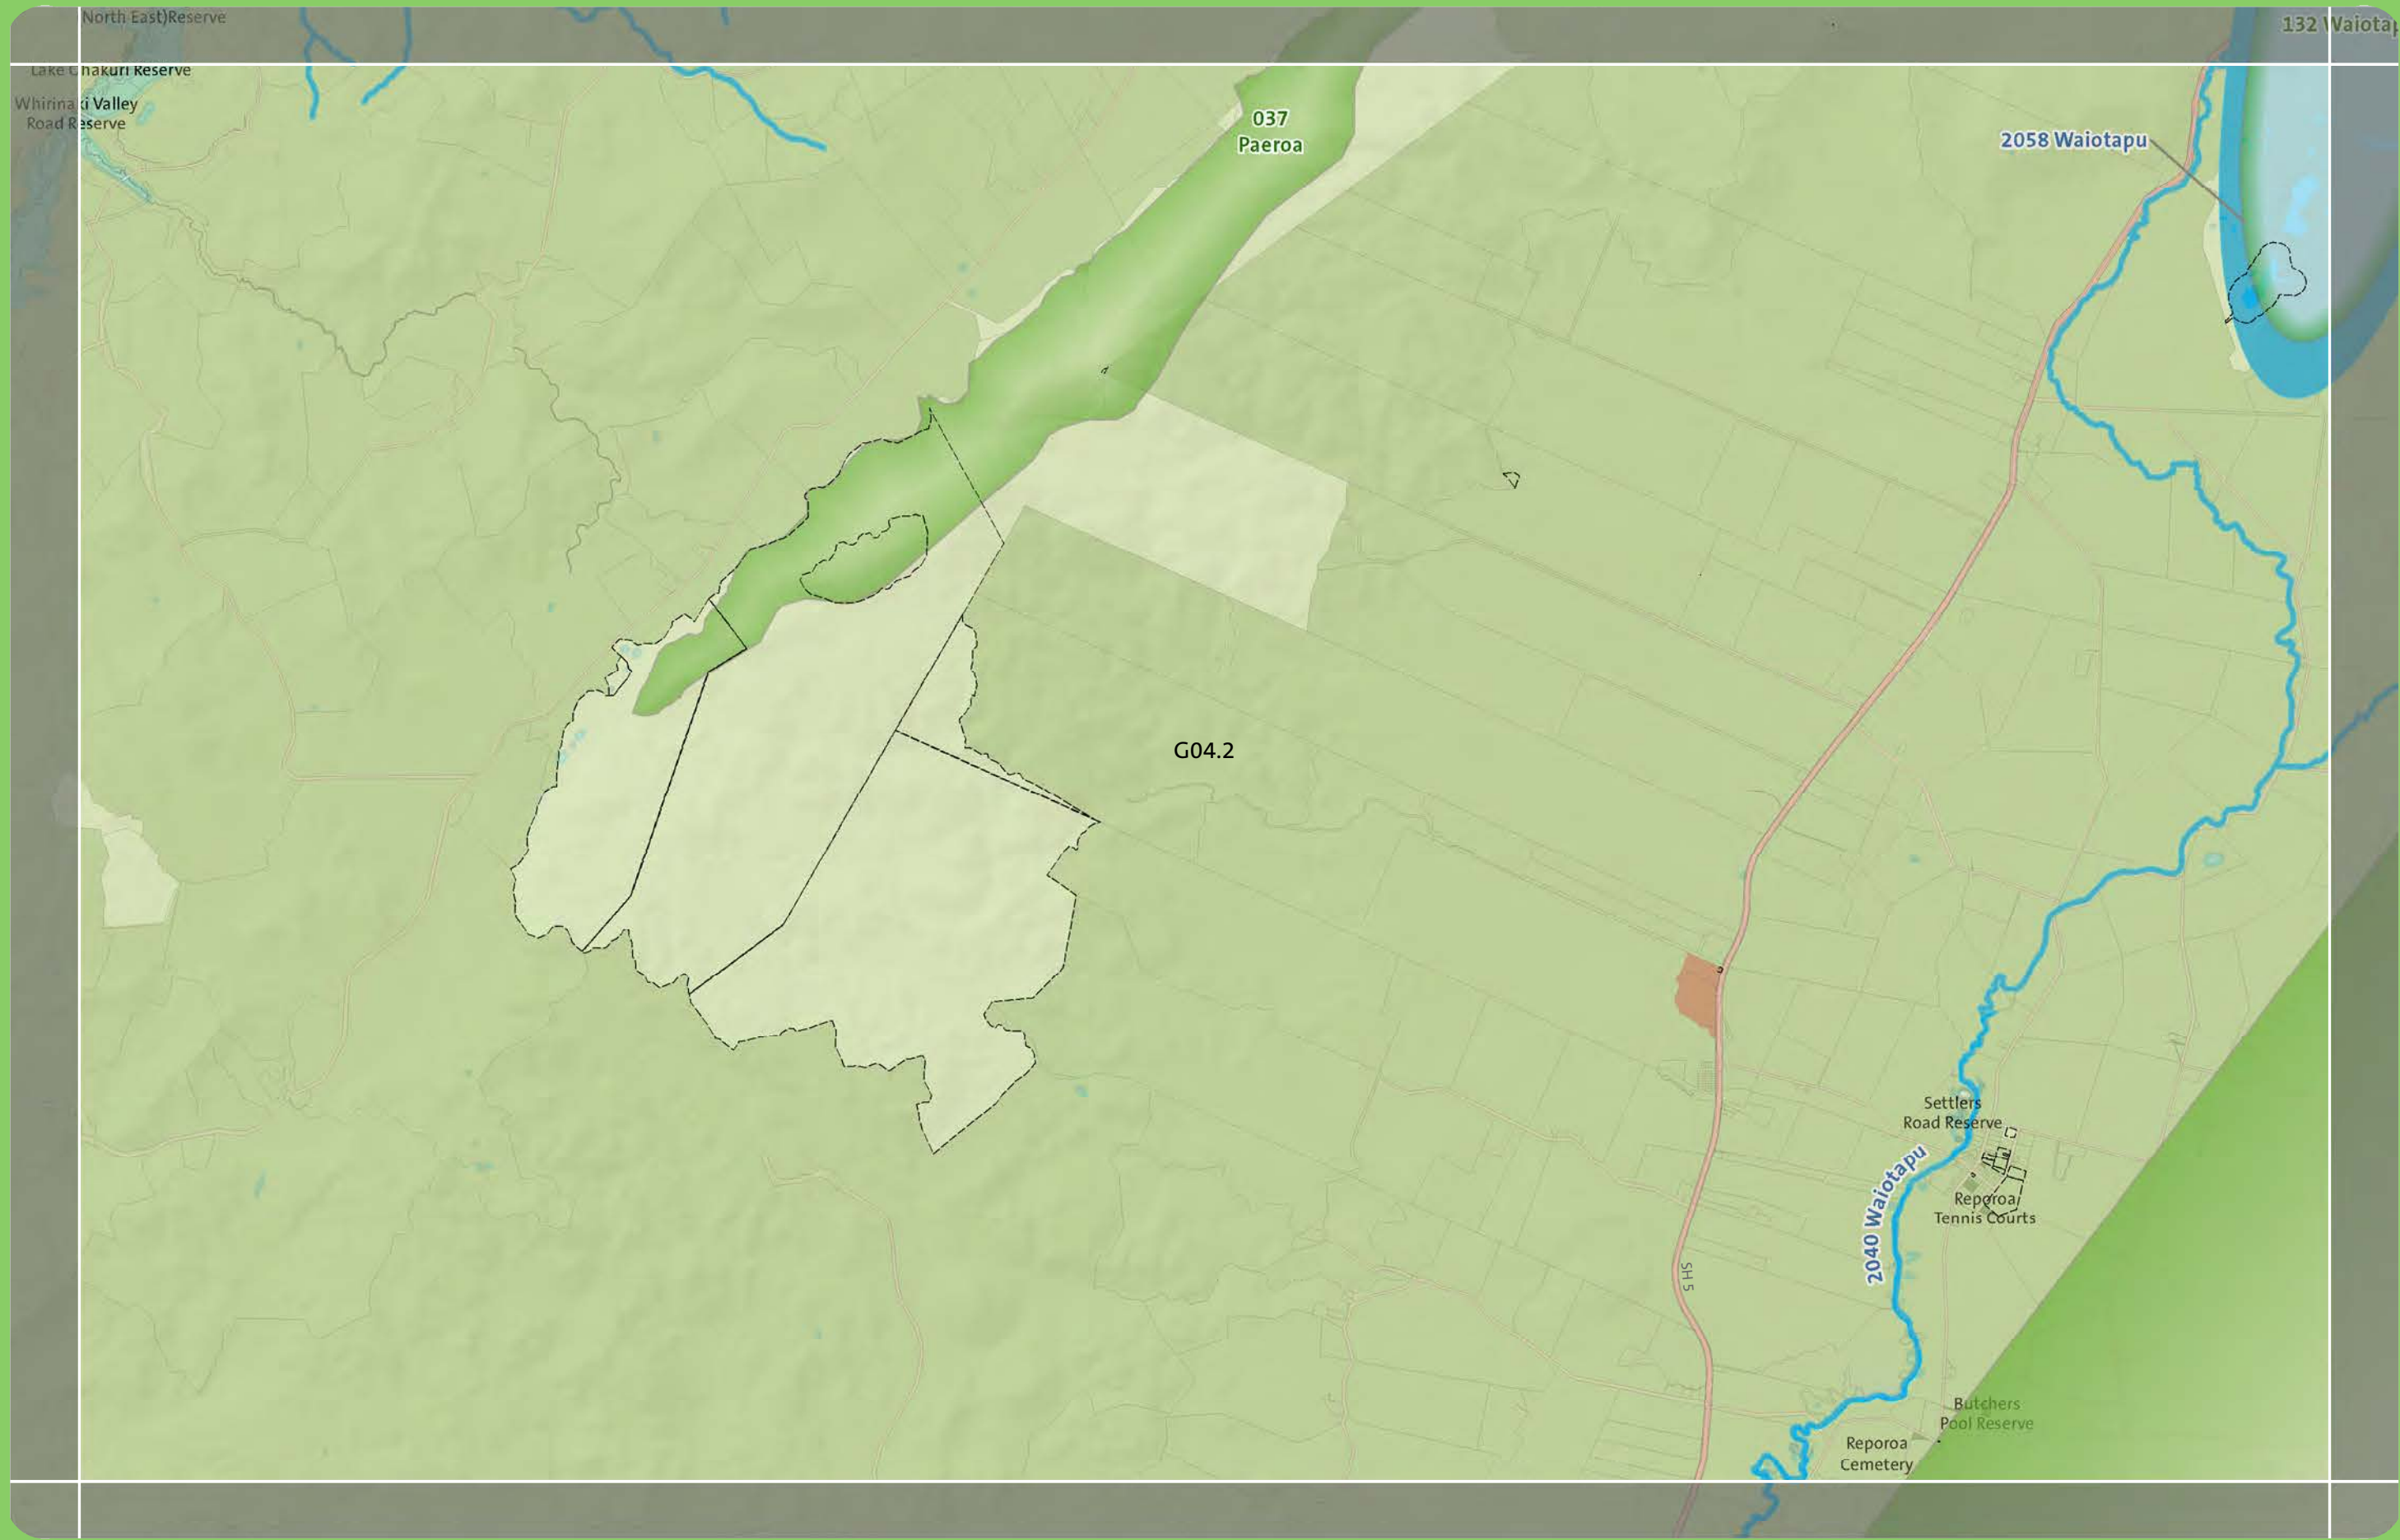 North East)Reserve
132 Waiotap
Lake Ohakuri Reserve
Whirinaki Valley
Road Reserve
037
Paeroa
2058 Waiotapu
G04.2
Settlers
Road Reserve
2040 Waiotapu
Reporoa
Tennis Courts
SH 5
Butchers
Pool Reserve
Reporoa
Cemetery